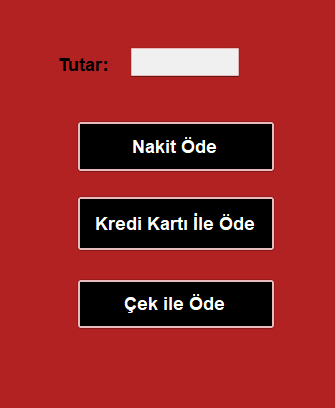 Tutar:
Nakit Öde
Kredi Kartı İle Öde
Çek ile Öde